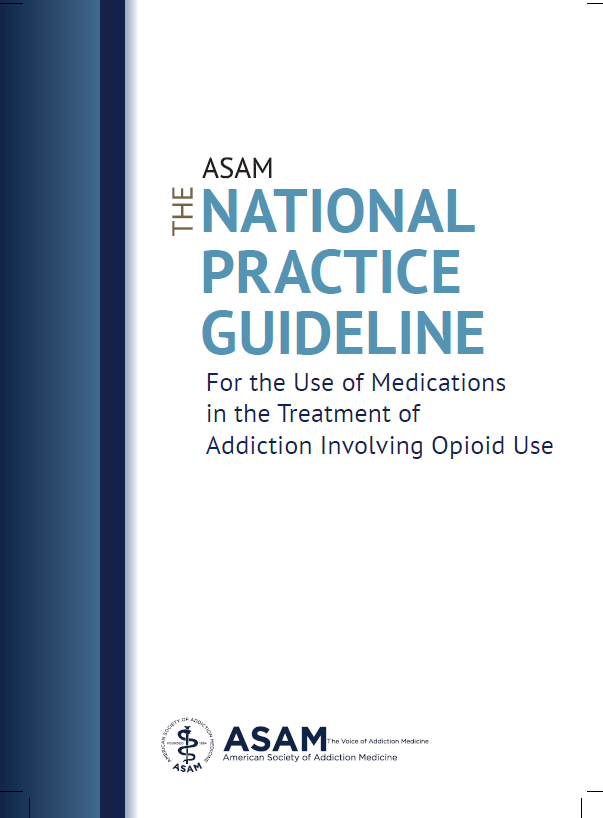 ASAM
THE
NATIONAL
PRACTICE
GUIDELINE
For the Use of Medications
in the Treatment of
Addiction Involving Opioid Use
AMERICAN SOCIETY OF ADDICTION MEDICINE
FOUNDED 1954
ASAM
ASAM The Voice of Addiction Medicine
American Society of Addiction Medicine